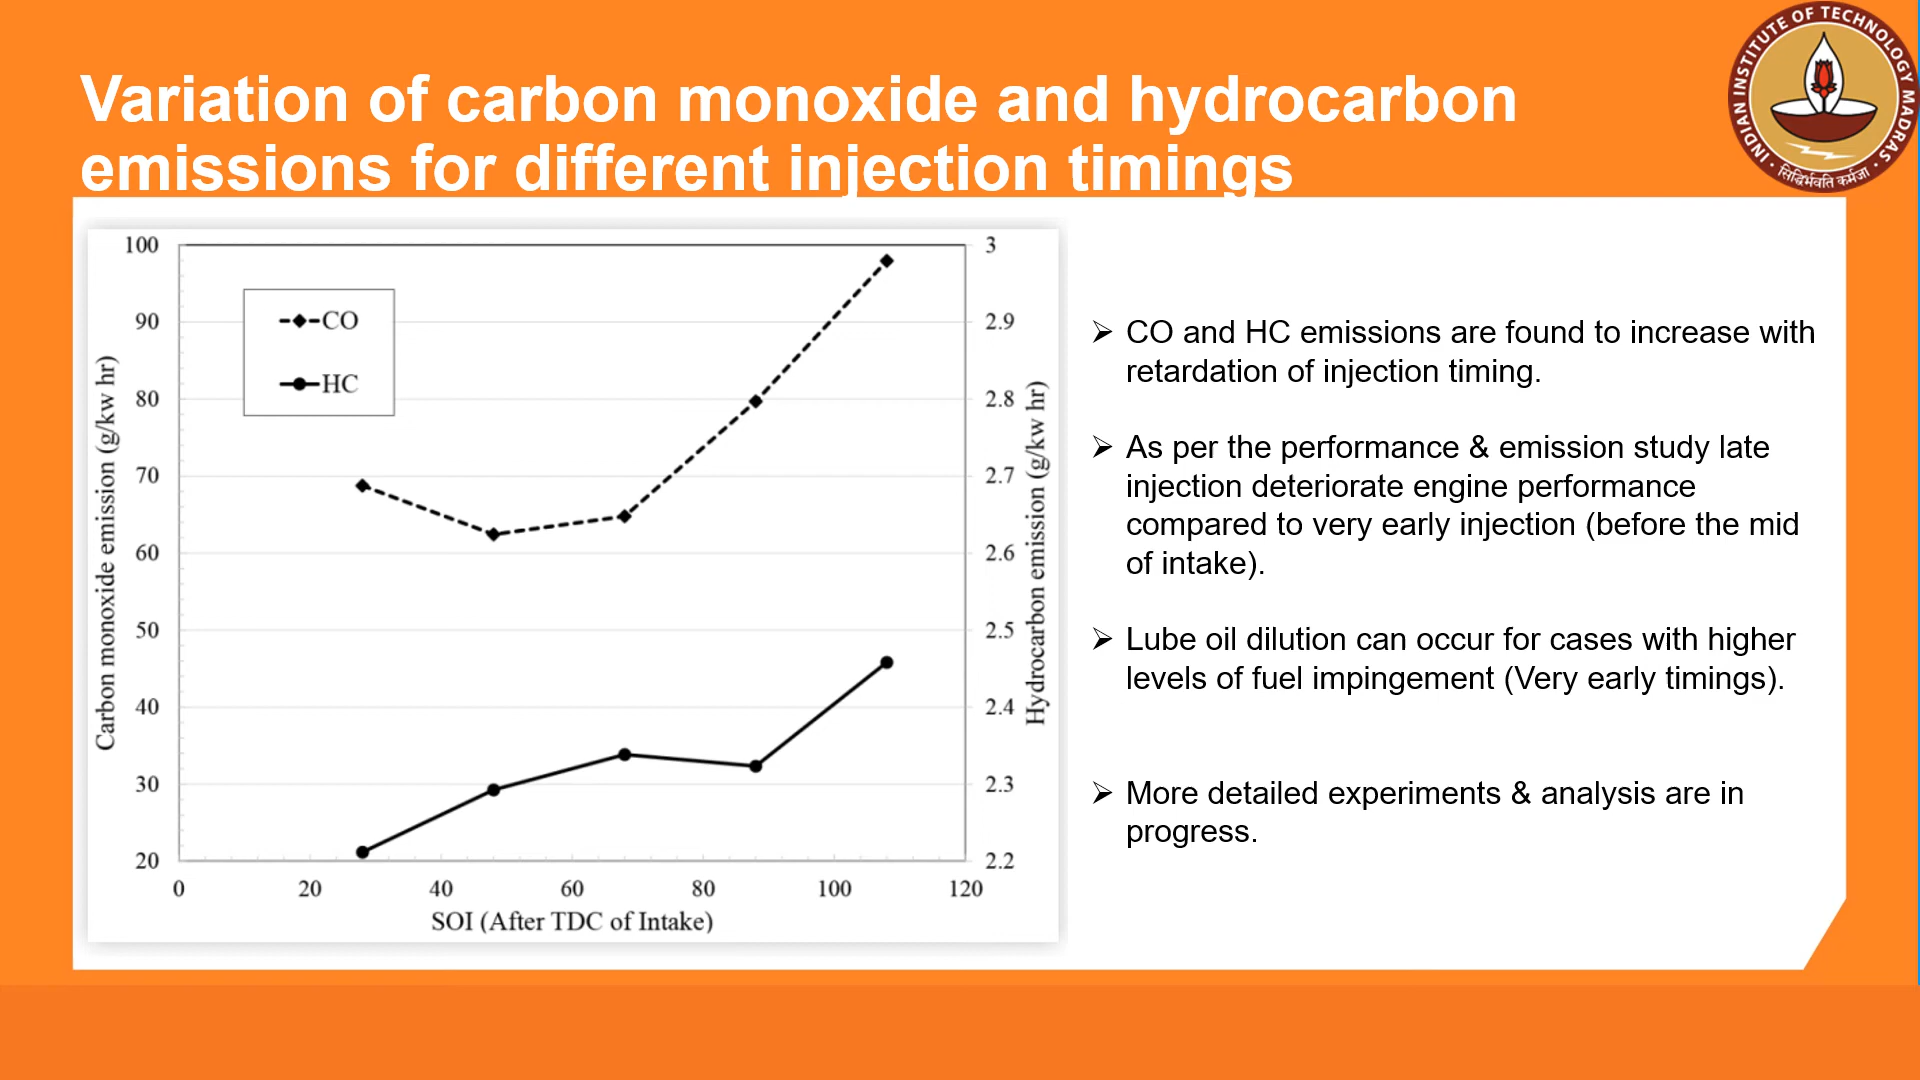 Variation of carbon monoxide and hydrocarbon
emissions for different injection timings
INDIAN INSTITUTE OF TECHNOLOGY MADRAS
सिद्धिर्भवति कर्मजा
100
90
80
70
60
50
40
30
20
Carbon monoxide emission (g/kw hr)
CO
HC
3
2.9
2.8
2.7
2.6
2.5
2.4
2.3
2.2
Hydrocarbon emission (g/kw hr)
0 20 40 60 80 100 120
SOI (After TDC of Intake)
➢ CO and HC emissions are found to increase with
retardation of injection timing.
➢ As per the performance & emission study late
injection deteriorate engine performance
compared to very early injection (before the mid
of intake).
➢ Lube oil dilution can occur for cases with higher
levels of fuel impingement (Very early timings).
➢ More detailed experiments & analysis are in
progress.